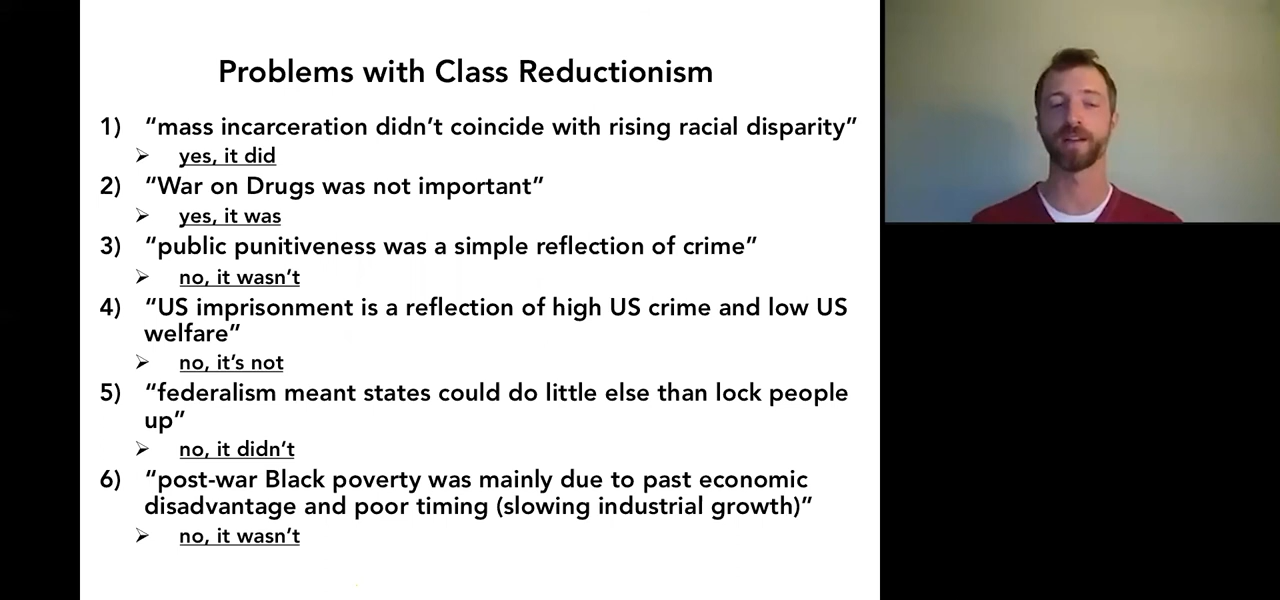 Problems with Class Reductionism
1) “mass incarceration didn’t coincide with rising racial disparity”
➢ yes, it did
2) “War on Drugs was not important”
➢ yes, it was
3) “public punitiveness was a simple reflection of crime”
➢ no, it wasn’t
4) “US imprisonment is a reflection of high US crime and low US
welfare”
➢ no, it’s not
5) “federalism meant states could do little else than lock people
up”
➢ no, it didn’t
6) “post-war Black poverty was mainly due to past economic
disadvantage and poor timing (slowing industrial growth)”
➢ no, it wasn’t